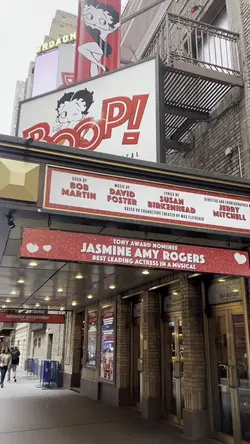 BROAD
BOOP!
BOOK BY
BOB
MARTIN
MUSIC BY
DAVID
FOSTER
LYRICS BY
SUSAN
BIRKENHEAD
DIRECTED AND CHOREOGRAPHED BY
JERRY
MITCHELL
BASED ON CHARACTERS CREATED BY MAX FLEISCHER
TONY AWARD NOMINEE
JASMINE AMY ROGERS
BEST LEADING ACTRESS IN A MUSICAL